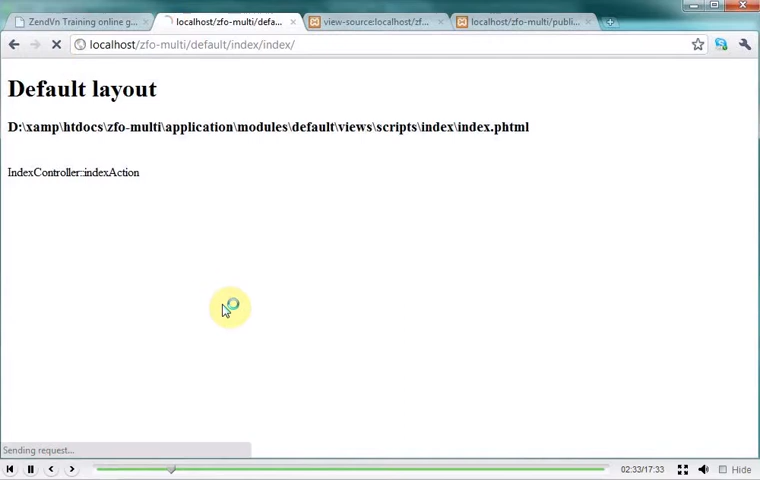 ZendVn Training online g...
localhost/zfo-multi/defa...
view-source:localhost/zf...
localhost/zfo-multi/publi...
localhost/zfo-multi/default/index/index/
Default layout
D:\xamp\htdocs\zfo-multi\application\modules\default\views\scripts\index\index.phtml
IndexController::indexAction
Sending request...
02:33/17:33
Hide